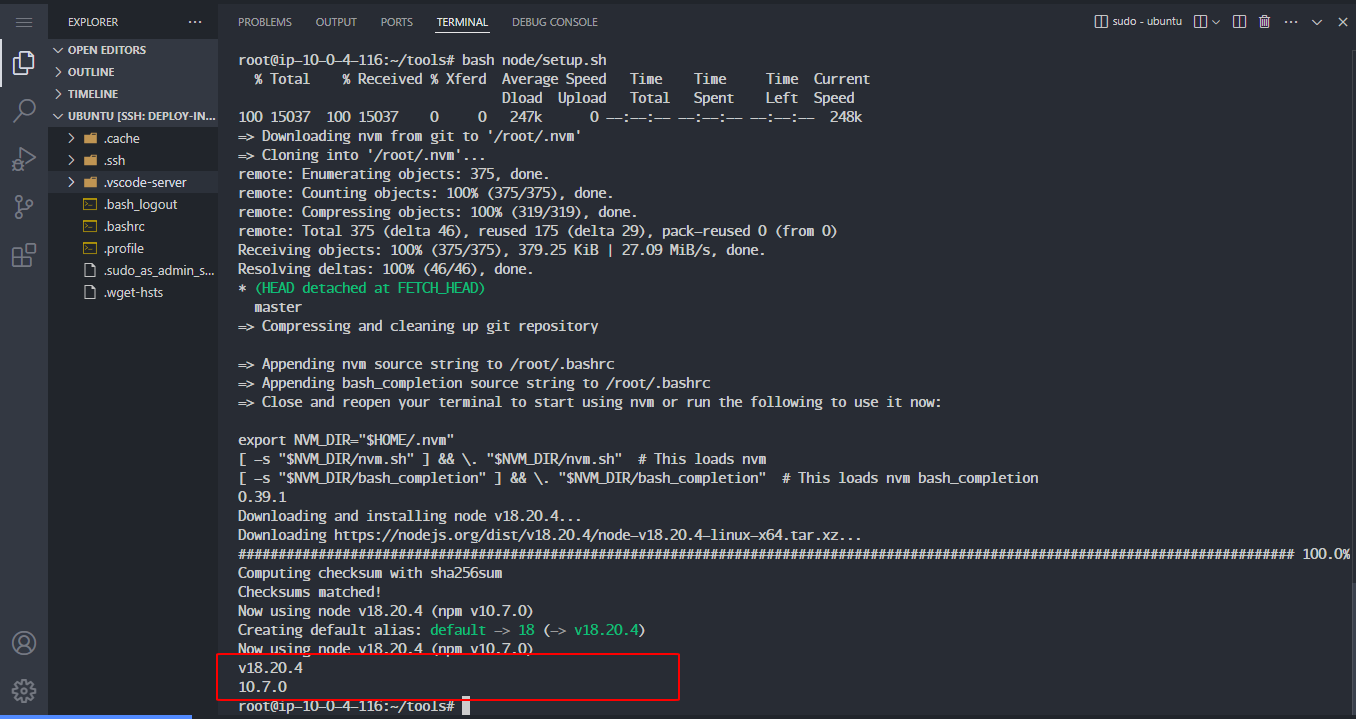 EXPLORER ...
PROBLEMS OUTPUT PORTS TERMINAL DEBUG CONSOLE
sudo - ubuntu
OPEN EDITORS
OUTLINE
TIMELINE
UBUNTU [SSH: DEPLOY-IN...
.cache
.ssh
.vscode-server
.bash_logout
.bashrc
.profile
.sudo_as_admin_s...
.wget-hsts
root@ip-10-0-4-116:~/tools# bash node/setup.sh
% Total % Received % Xferd Average Speed Time Time Time Current
Dload Upload Total Spent Left Speed
100 15037 100 15037 0 0 247k 0 --:--:-- --:--:-- --:--:-- 248k
=> Downloading nvm from git to '/root/.nvm'
=> Cloning into '/root/.nvm'...
remote: Enumerating objects: 375, done.
remote: Counting objects: 100% (375/375), done.
remote: Compressing objects: 100% (319/319), done.
remote: Total 375 (delta 46), reused 175 (delta 29), pack-reused 0 (from 0)
Receiving objects: 100% (375/375), 379.25 KiB | 27.09 MiB/s, done.
Resolving deltas: 100% (46/46), done.
* (HEAD detached at FETCH_HEAD)
master
=> Compressing and cleaning up git repository
=> Appending nvm source string to /root/.bashrc
=> Appending bash_completion source string to /root/.bashrc
=> Close and reopen your terminal to start using nvm or run the following to use it now:
export NVM_DIR="$HOME/.nvm"
[ -s "$NVM_DIR/nvm.sh" ] && \. "$NVM_DIR/nvm.sh" # This loads nvm
[ -s "$NVM_DIR/bash_completion" ] && \. "$NVM_DIR/bash_completion" # This loads nvm bash_completion
0.39.1
Downloading and installing node v18.20.4...
Downloading https://nodejs.org/dist/v18.20.4/node-v18.20.4-linux-x64.tar.xz...
#################################################################################################################################### 100.0%
Computing checksum with sha256sum
Checksums matched!
Now using node v18.20.4 (npm v10.7.0)
Creating default alias: default -> 18 (-> v18.20.4)
Now using node v18.20.4 (npm v10.7.0)
v18.20.4
10.7.0
root@ip-10-0-4-116:~/tools#